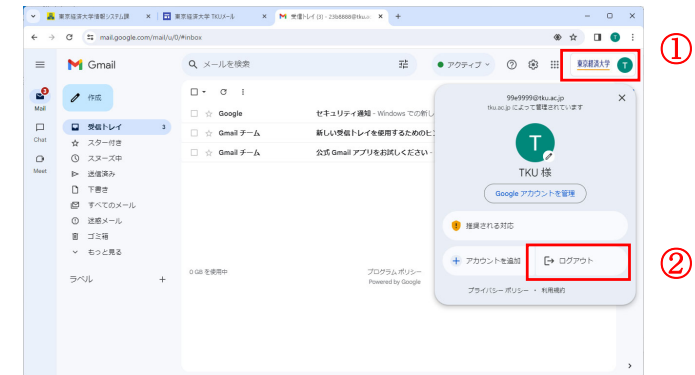 東京経済大学情報システム課
東京経済大学 TKUメール
受信トレイ (3) - 23b8888@tku.ac
mail.google.com/mail/u/0/#inbox
Gmail
メールを検索
アクティブ
東京経済大学
T
①
Mail
Chat
Meet
作成
受信トレイ 3
スター付き
スヌーズ中
送信済み
下書き
すべてのメール
迷惑メール
ゴミ箱
もっと見る
ラベル
Google セキュリティ通知 - Windows での新し
Gmail チーム 新しい受信トレイを使用するためのヒ
Gmail チーム 公式 Gmail アプリをお試しください -
0 GB を使用中
プログラム ポリシー
Powered by Google
99e9999@tku.ac.jp
tku.ac.jp によって管理されています
T
TKU 様
Google アカウントを管理
推奨される対応
アカウントを追加
ログアウト
②
プライバシー ポリシー ・ 利用規約